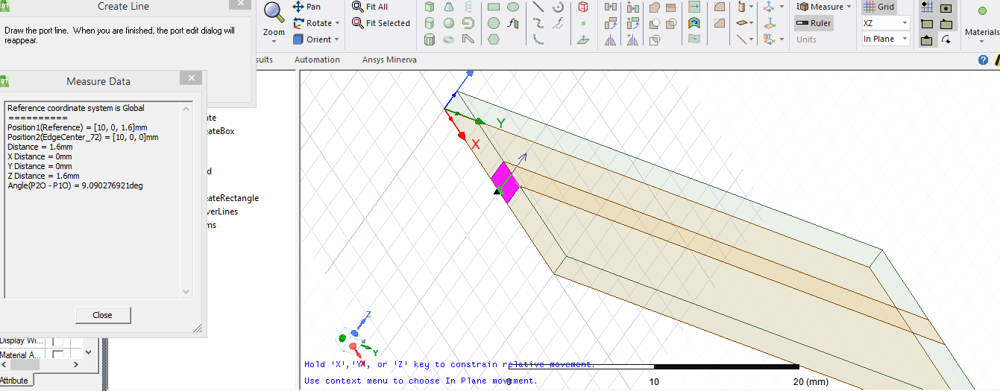 EDT
Create Line
Draw the port line. When you are finished, the port edit dialog will
reappear.
DT
Measure Data
Reference coordinate system is Global
==========
Position1(Reference) = [10, 0, 1.6]mm
Position2(EdgeCenter_72) = [10, 0, 0]mm
Distance = 1.6mm
X Distance = 0mm
Y Distance = 0mm
Z Distance = 1.6mm
Angle(P2O - P1O) = 9.090276921deg
Close
Display Wi...
Material A...
Attribute
ate
eateBox
d
eateRectangle
verLines
ms
Zoom
Pan
Rotate
Orient
Fit All
Fit Selected
Measure
Ruler
Units
Grid
XZ
In Plane
Materials
sults
Automation
Ansys Minerva
Y
X
Z
Y
X
Hold 'X','Y', or 'Z' key to constrain relative movement.
Use context menu to choose In Plane movement.
0
10
20 (mm)